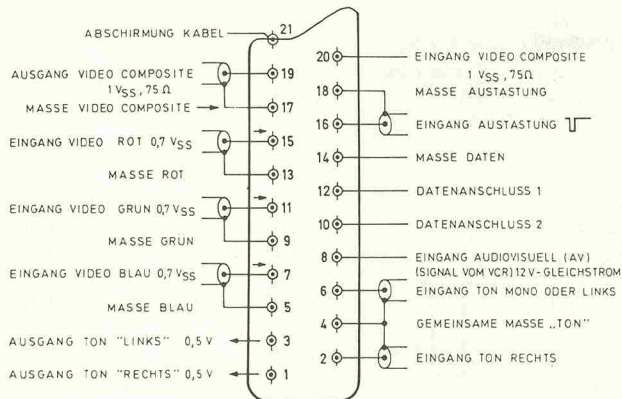 ABSCHIRMUNG KABEL 21
AUSGANG VIDEO COMPOSITE 19
1 VSS, 75Ω
MASSE VIDEO COMPOSITE 17
EINGANG VIDEO ROT 0,7 VSS 15
MASSE ROT 13
EINGANG VIDEO GRÜN 0,7 VSS 11
MASSE GRÜN 9
EINGANG VIDEO BLAU 0,7 VSS 7
MASSE BLAU 5
AUSGANG TON "LINKS" 0,5 V 3
AUSGANG TON "RECHTS" 0,5 V 1
20 EINGANG VIDEO COMPOSITE
1 VSS, 75Ω
18 MASSE AUSTASTUNG
16 EINGANG AUSTASTUNG
14 MASSE DATEN
12 DATENANSCHLUSS 1
10 DATENANSCHLUSS 2
8 EINGANG AUDIOVISUELL (AV)
(SIGNAL VOM VCR) 12 V-GLEICHSTROM
6 EINGANG TON MONO ODER LINKS
4 GEMEINSAME MASSE „TON"
2 EINGANG TON RECHTS